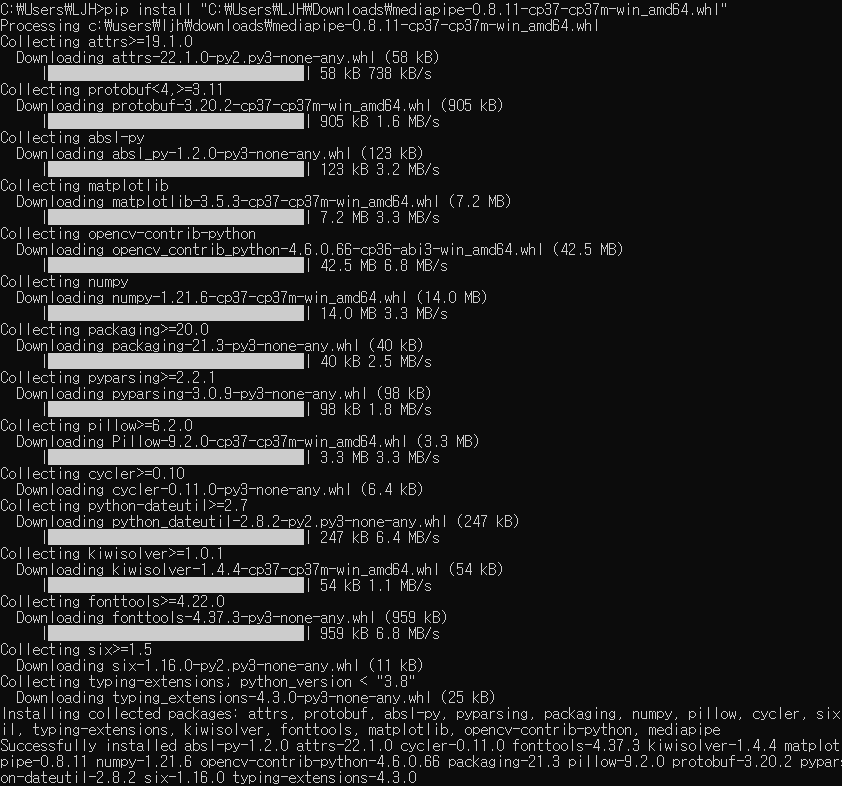 C:₩Users₩LJH>pip install "C:₩Users₩LJH₩Downloads₩mediapipe-0.8.11-cp37-cp37m-win_amd64.whl"
Processing c:₩users₩ljh₩downloads₩mediapipe-0.8.11-cp37-cp37m-win_amd64.whl
Collecting attrs>=19.1.0
  Downloading attrs-22.1.0-py2.py3-none-any.whl (58 kB)
     |████████████████████████████████| 58 kB 738 kB/s
Collecting protobuf<4,>=3.11
  Downloading protobuf-3.20.2-cp37-cp37m-win_amd64.whl (905 kB)
     |████████████████████████████████| 905 kB 1.6 MB/s
Collecting absl-py
  Downloading absl_py-1.2.0-py3-none-any.whl (123 kB)
     |████████████████████████████████| 123 kB 3.2 MB/s
Collecting matplotlib
  Downloading matplotlib-3.5.3-cp37-cp37m-win_amd64.whl (7.2 MB)
     |████████████████████████████████| 7.2 MB 3.3 MB/s
Collecting opencv-contrib-python
  Downloading opencv_contrib_python-4.6.0.66-cp36-abi3-win_amd64.whl (42.5 MB)
     |████████████████████████████████| 42.5 MB 6.8 MB/s
Collecting numpy
  Downloading numpy-1.21.6-cp37-cp37m-win_amd64.whl (14.0 MB)
     |████████████████████████████████| 14.0 MB 3.3 MB/s
Collecting packaging>=20.0
  Downloading packaging-21.3-py3-none-any.whl (40 kB)
     |████████████████████████████████| 40 kB 2.5 MB/s
Collecting pyparsing>=2.2.1
  Downloading pyparsing-3.0.9-py3-none-any.whl (98 kB)
     |████████████████████████████████| 98 kB 1.8 MB/s
Collecting pillow>=6.2.0
  Downloading Pillow-9.2.0-cp37-cp37m-win_amd64.whl (3.3 MB)
     |████████████████████████████████| 3.3 MB 3.3 MB/s
Collecting cycler>=0.10
  Downloading cycler-0.11.0-py3-none-any.whl (6.4 kB)
Collecting python-dateutil>=2.7
  Downloading python_dateutil-2.8.2-py2.py3-none-any.whl (247 kB)
     |████████████████████████████████| 247 kB 6.4 MB/s
Collecting kiwisolver>=1.0.1
  Downloading kiwisolver-1.4.4-cp37-cp37m-win_amd64.whl (54 kB)
     |████████████████████████████████| 54 kB 1.1 MB/s
Collecting fonttools>=4.22.0
  Downloading fonttools-4.37.3-py3-none-any.whl (959 kB)
     |████████████████████████████████| 959 kB 6.8 MB/s
Collecting six>=1.5
  Downloading six-1.16.0-py2.py3-none-any.whl (11 kB)
Collecting typing-extensions; python_version < "3.8"
  Downloading typing_extensions-4.3.0-py3-none-any.whl (25 kB)
Installing collected packages: attrs, protobuf, absl-py, pyparsing, packaging, numpy, pillow, cycler, six
il, typing-extensions, kiwisolver, fonttools, matplotlib, opencv-contrib-python, mediapipe
Successfully installed absl-py-1.2.0 attrs-22.1.0 cycler-0.11.0 fonttools-4.37.3 kiwisolver-1.4.4 matplot
pipe-0.8.11 numpy-1.21.6 opencv-contrib-python-4.6.0.66 packaging-21.3 pillow-9.2.0 protobuf-3.20.2 pypars
on-dateutil-2.8.2 six-1.16.0 typing-extensions-4.3.0